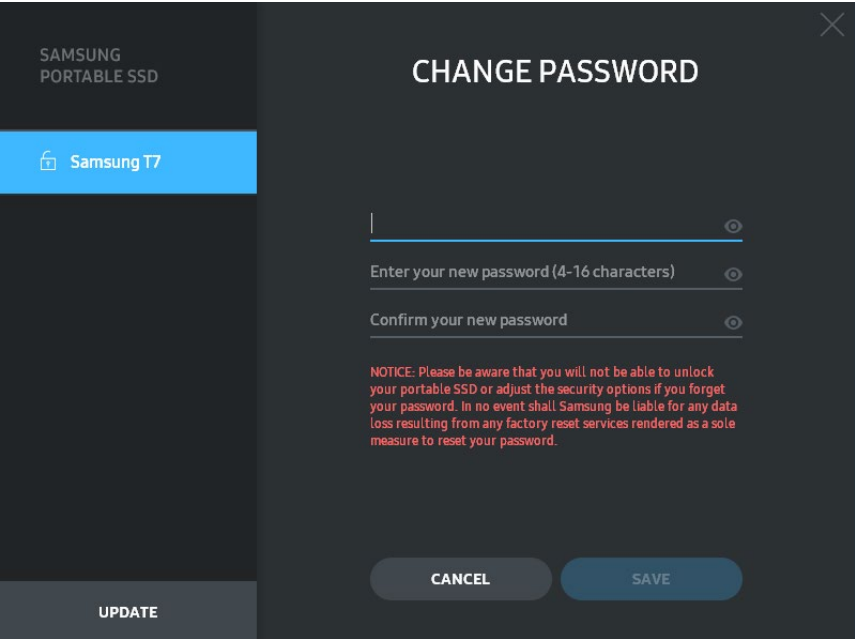 SAMSUNG
PORTABLE SSD
Samsung T7
UPDATE
CHANGE PASSWORD
Enter your new password (4-16 characters)
Confirm your new password
NOTICE: Please be aware that you will not be able to unlock
your portable SSD or adjust the security options if you forget
your password. In no event shall Samsung be liable for any data
loss resulting from any factory reset services rendered as a sole
measure to reset your password.
CANCEL
SAVE